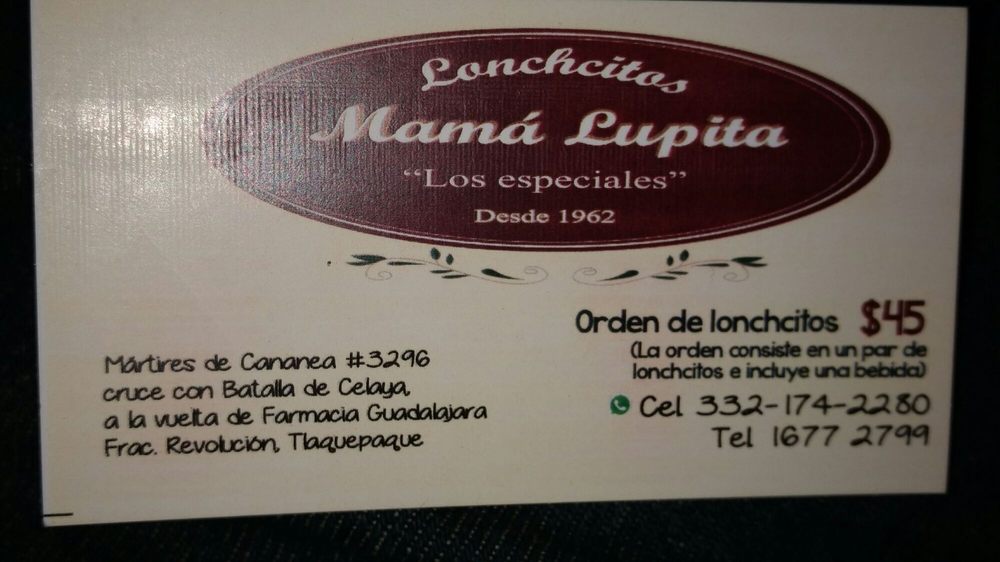 Lonchcitos
Mamá Lupita
“Los especiales”
Desde 1962
Orden de lonchcitos $45
(La orden consiste en un par de
lonchcitos e incluye una bebida)
Cel 332-174-2280
Tel 1677 2799
Mártires de Cananea #3296
cruce con Batalla de Celaya,
a la vuelta de Farmacia Guadalajara
Frac. Revolución, Tlaquepaque